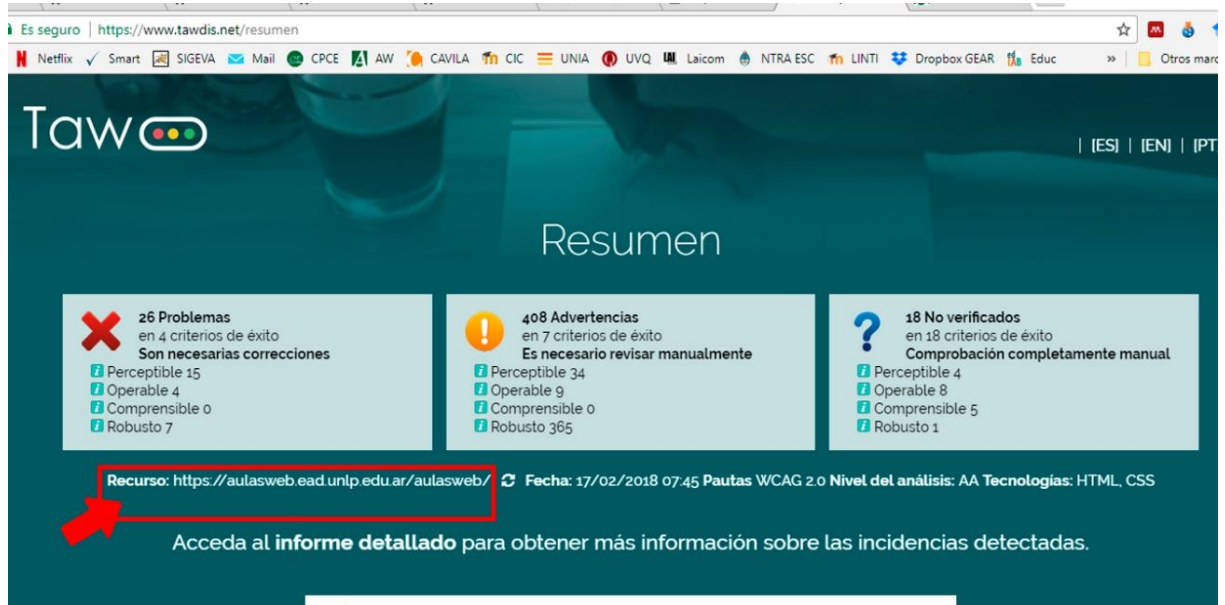 Es seguro | https://www.tawdis.net/resumen
Netflix Smart SIGEVA Mail CPCE AW CAVILA CIC UNIA UVQ Laicom NTRA ESC LINTI Dropbox GEAR Educ » Otros marc
Taw
| [ES] | [EN] | [PT
Resumen
26 Problemas
en 4 criterios de éxito
Son necesarias correcciones
Perceptible 15
Operable 4
Comprensible 0
Robusto 7
408 Advertencias
en 7 criterios de éxito
Es necesario revisar manualmente
Perceptible 34
Operable 9
Comprensible 0
Robusto 365
18 No verificados
en 18 criterios de éxito
Comprobación completamente manual
Perceptible 4
Operable 8
Comprensible 5
Robusto 1
Recurso: https://aulasweb.ead.unlp.edu.ar/aulasweb/ Fecha: 17/02/2018 07:45 Pautas WCAG 2.0 Nivel del análisis: AA Tecnologías: HTML, CSS
Acceda al informe detallado para obtener más información sobre las incidencias detectadas.